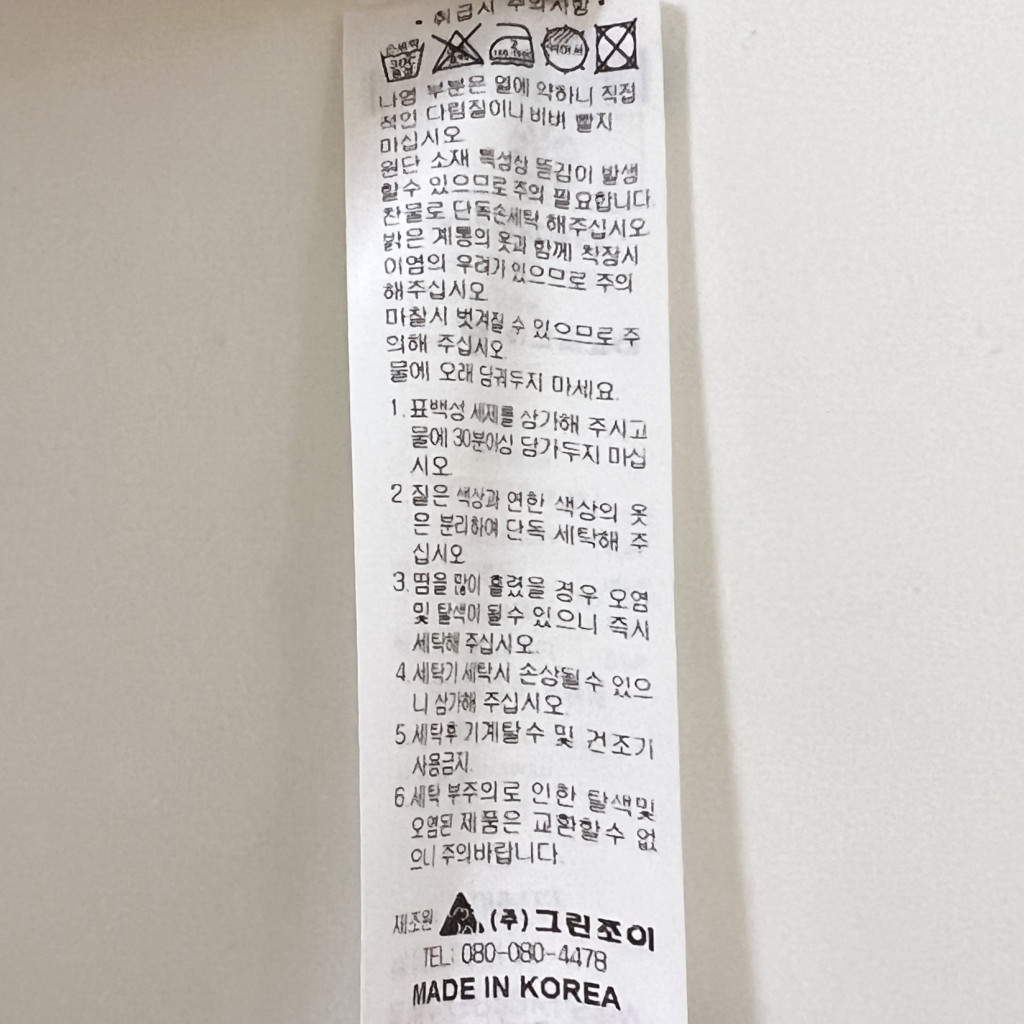 · 취급시 주의사항 ·
손세탁 30℃ 중성
2 180-160℃ 뉘어서
나염 부분은 열에 약하니 직접
적인 다림질이나 비벼 빨지
마십시오
원단 소재 특성상 뜯김이 발생
할수 있으므로 주의 필요합니다.
찬물로 단독손세탁 해주십시오
밝은 계통의 옷과 함께 착장시
이염의 우려가 있으므로 주의
해주십시오
마찰시 벗겨질 수 있으므로 주
의해 주십시오
물에 오래 담궈두지 마세요.
1. 표백성 세제를 삼가해 주시고
물에 30분이상 담가두지 마십
시오
2 짙은 색상과 연한 색상의 옷
은 분리하여 단독 세탁해 주
십시오
3. 땀을 많이 흘렸을 경우 오염
및 탈색이 될수 있으니 즉시
세탁해 주십시오.
4. 세탁기 세탁시 손상될수 있으
니 삼가해 주십시오
5. 세탁후 기계탈수 및 건조기
사용금지.
6. 세탁 부주의로 인한 탈색및
오염된 제품은 교환할수 없
으니 주의바랍니다.
제조원 (주)그린조이
TEL: 080-080-4478
MADE IN KOREA